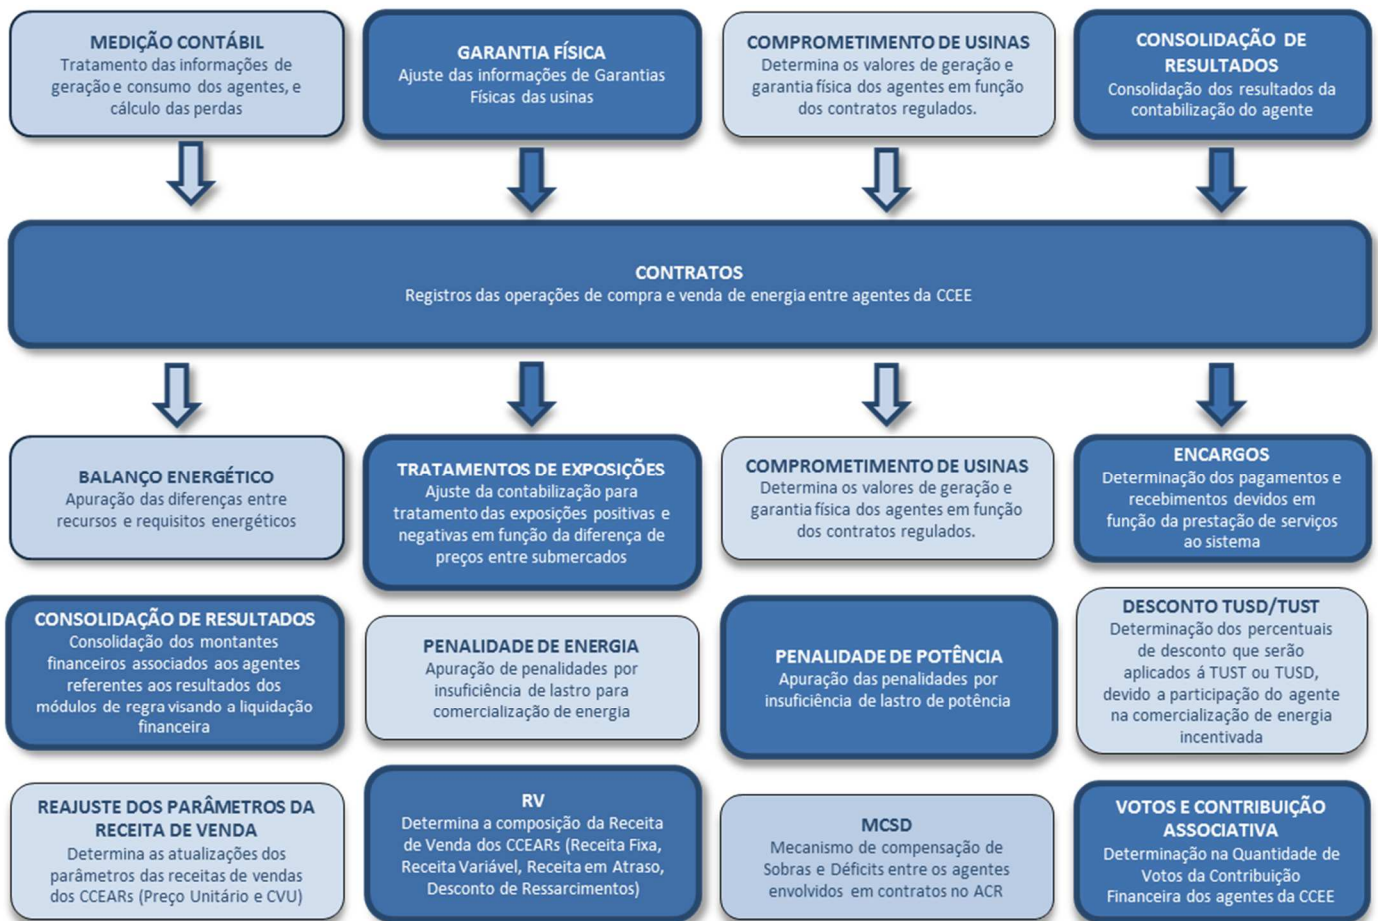 MEDIÇÃO CONTÁBIL
Tratamento das informações de
geração e consumo dos agentes, e
cálculo das perdas
GARANTIA FÍSICA
Ajuste das informações de Garantias
Físicas das usinas
COMPROMETIMENTO DE USINAS
Determina os valores de geração e
garantia física dos agentes em função
dos contratos regulados.
CONSOLIDAÇÃO DE
RESULTADOS
Consolidação dos resultados da
contabilização do agente
CONTRATOS
Registros das operações de compra e venda de energia entre agentes da CCEE
BALANÇO ENERGÉTICO
Apuração das diferenças entre
recursos e requisitos energéticos
TRATAMENTOS DE EXPOSIÇÕES
Ajuste da contabilização para
tratamento das exposições positivas e
negativas em função da diferença de
preços entre submercados
COMPROMETIMENTO DE USINAS
Determina os valores de geração e
garantia física dos agentes em função
dos contratos regulados.
ENCARGOS
Determinação dos pagamentos e
recebimentos devidos em
função da prestação de serviços
ao sistema
CONSOLIDAÇÃO DE RESULTADOS
Consolidação dos montantes
financeiros associados aos agentes
referentes aos resultados dos
módulos de regra visando a liquidação
financeira
PENALIDADE DE ENERGIA
Apuração de penalidades por
insuficiência de lastro para
comercialização de energia
PENALIDADE DE POTÊNCIA
Apuração das penalidades por
insuficiência de lastro de potência
DESCONTO TUSD/TUST
Determinação dos percentuais
de desconto que serão
aplicados á TUST ou TUSD,
devido a participação do agente
na comercialização de energia
incentivada
REAJUSTE DOS PARÂMETROS DA
RECEITA DE VENDA
Determina as atualizações dos
parâmetros das receitas de vendas
dos CCEARs (Preço Unitário e CVU)
RV
Determina a composição da Receita
de Venda dos CCEARs (Receita Fixa,
Receita Variável, Receita em Atraso,
Desconto de Ressarcimentos)
MCSD
Mecanismo de compensação de
Sobras e Déficits entre os agentes
envolvidos em contratos no ACR
VOTOS E CONTRIBUIÇÃO
ASSOCIATIVA
Determinação na Quantidade de
Votos da Contribuição
Financeira dos agentes da CCEE